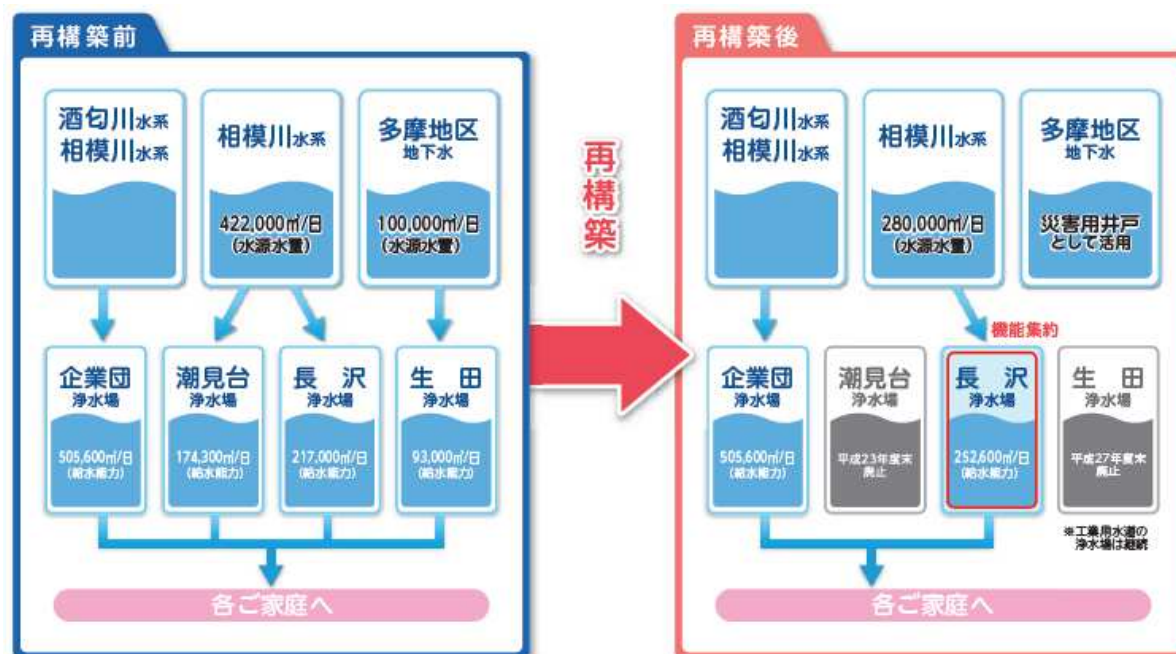 再構築前
酒匂川水系
相模川水系
相模川水系
422,000㎥/日
(水源水量)
多摩地区
地下水
100,000㎥/日
(水源水量)
企業団
浄水場
505,600㎥/日
(給水能力)
潮見台
浄水場
174,300㎥/日
(給水能力)
長沢
浄水場
217,000㎥/日
(給水能力)
生田
浄水場
93,000㎥/日
(給水能力)
各ご家庭へ
再構築
再構築後
酒匂川水系
相模川水系
相模川水系
280,000㎥/日
(水源水量)
多摩地区
地下水
災害用井戸
として活用
機能集約
企業団
浄水場
505,600㎥/日
(給水能力)
潮見台
浄水場
平成23年度末
廃止
長沢
浄水場
252,600㎥/日
(給水能力)
生田
浄水場
平成27年度末
廃止
※工業用水道の
浄水場は継続
各ご家庭へ